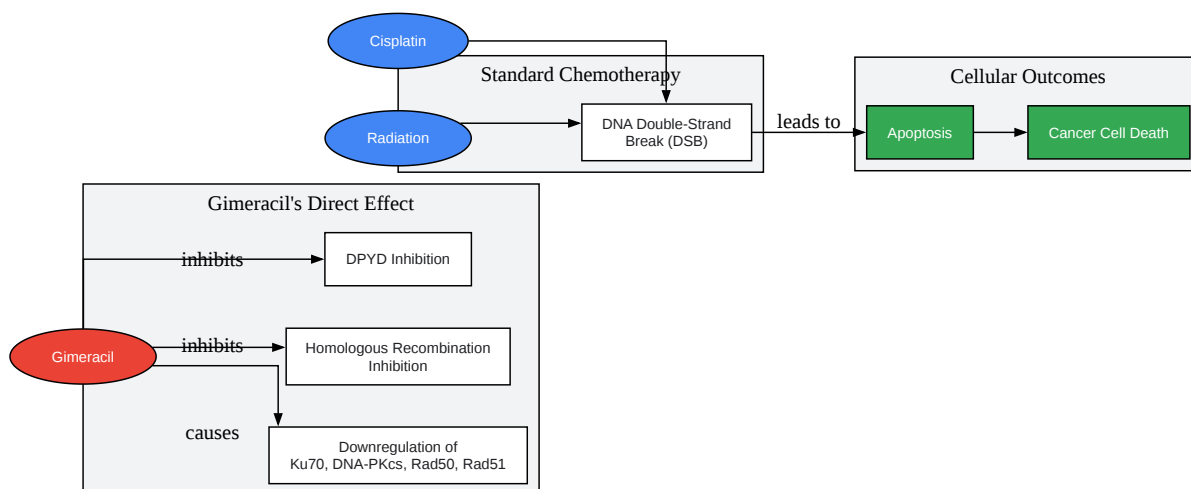 Cisplatin
Standard Chemotherapy
Cellular Outcomes
Radiation
DNA Double-Strand
Break (DSB)
leads to
Apoptosis
Cancer Cell Death
Gimeracil's Direct Effect
inhibits
DPYD Inhibition
Gimeracil
inhibits
Homologous Recombination
Inhibition
causes
Downregulation of
Ku70, DNA-PKcs, Rad50, Rad51